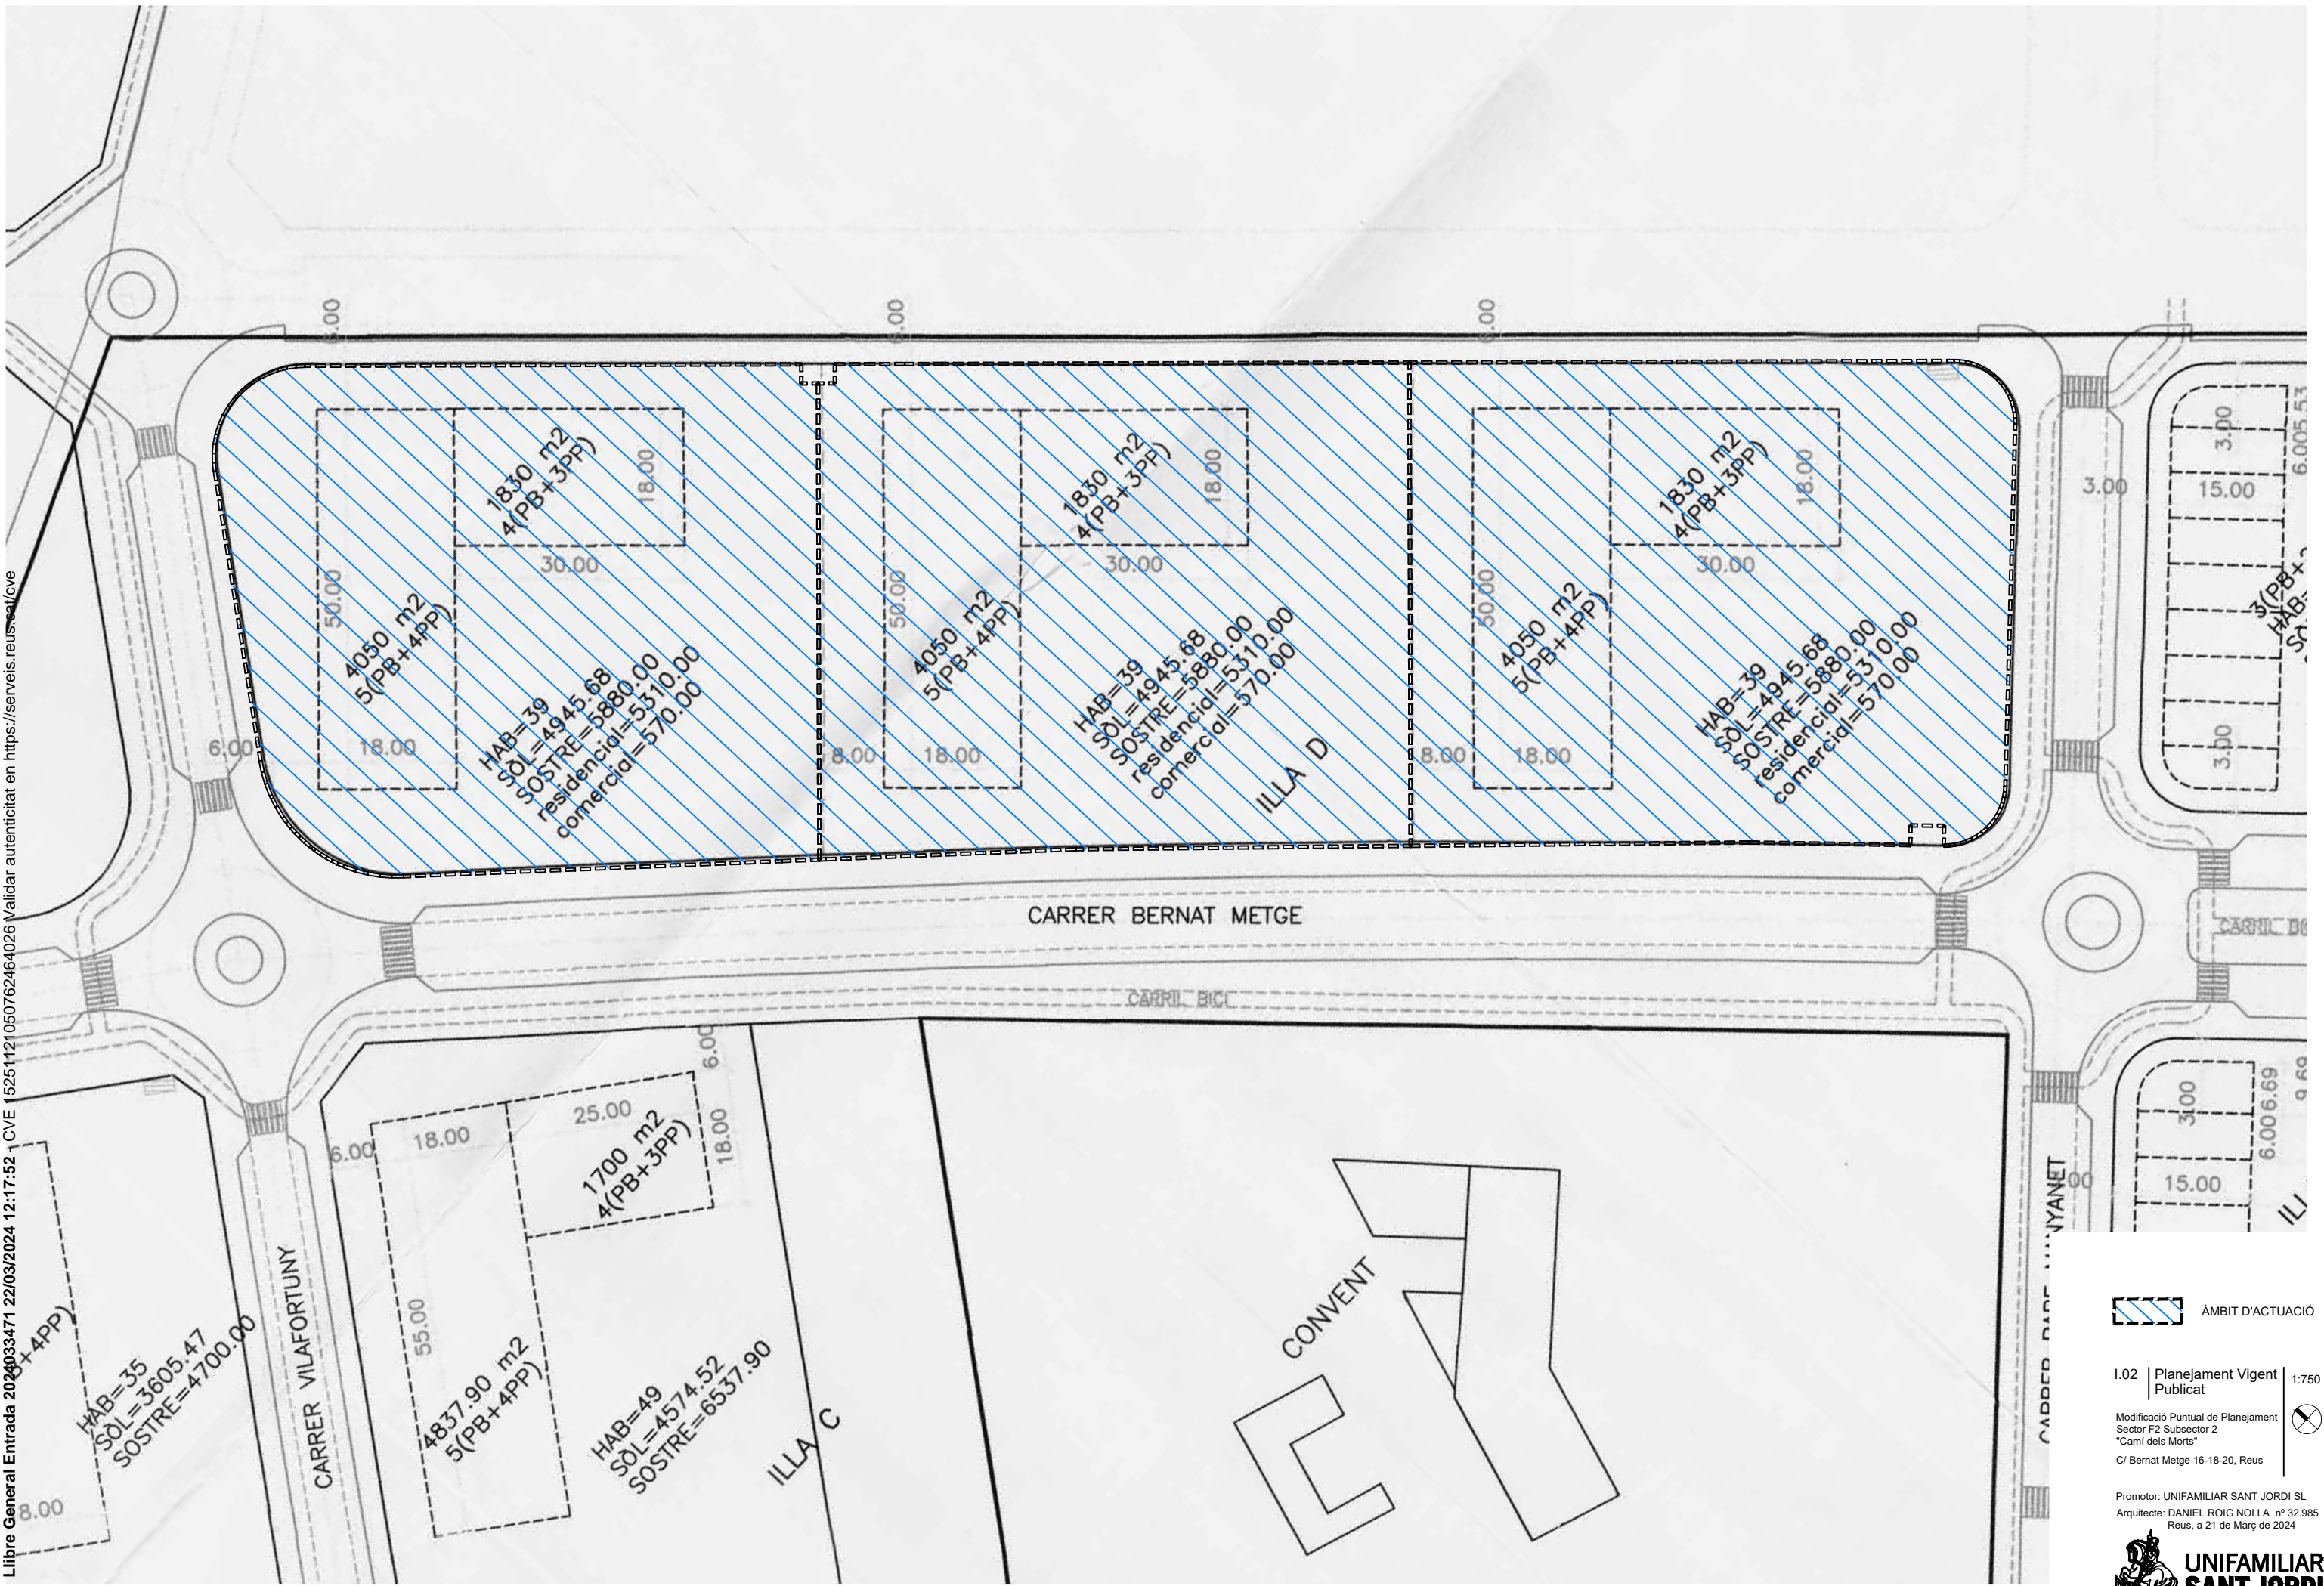 Llibre General Entrada 2024033471 22/03/2024 12:17:52 - CVE 15251121050762464026 Validar autenticitat en https://serveis.reus.cat/cve
1830 m2
4(PB+3PP)
18.00
30.00
50.00
4050 m2
5(PB+4PP)
6.00
18.00
HAB=39
SÒL=4945.68
SOSTRE=5880.00
residencial=5310.00
comercial=570.00
1830 m2
4(PB+3PP)
18.00
30.00
50.00
4050 m2
5(PB+4PP)
8.00
18.00
HAB=39
SÒL=4945.68
SOSTRE=5880.00
residencial=5310.00
comercial=570.00
ILLA D
1830 m2
4(PB+3PP)
18.00
30.00
50.00
4050 m2
5(PB+4PP)
8.00
18.00
HAB=39
SÒL=4945.68
SOSTRE=5880.00
residencial=5310.00
comercial=570.00
3.00
3.00
15.00
6.005.53
3.00
CARRER BERNAT METGE
CARRIL BICI
CARRIL
6.00
18.00
25.00
6.00
18.00
1700 m2
4(PB+3PP)
55.00
4837.90 m2
5(PB+4PP)
HAB=49
SÒL=4574.52
SOSTRE=6537.90
ILLA C
CARRER VILAFORTUNY
HAB=35
SÒL=3605.47
SOSTRE=4700.00
8.00
CONVENT
3.00
15.00
6.006.69
CARRER PARE MANYANET
ÀMBIT D'ACTUACIÓ
I.02
Planejament Vigent
Publicat
1:750
Modificació Puntual de Planejament
Sector F2 Subsector 2
"Camí dels Morts"
C/ Bernat Metge 16-18-20, Reus
Promotor: UNIFAMILIAR SANT JORDI SL
Arquitecte: DANIEL ROIG NOLLA nº 32.985
Reus, a 21 de Març de 2024
UNIFAMILIAR
SANT JORDI